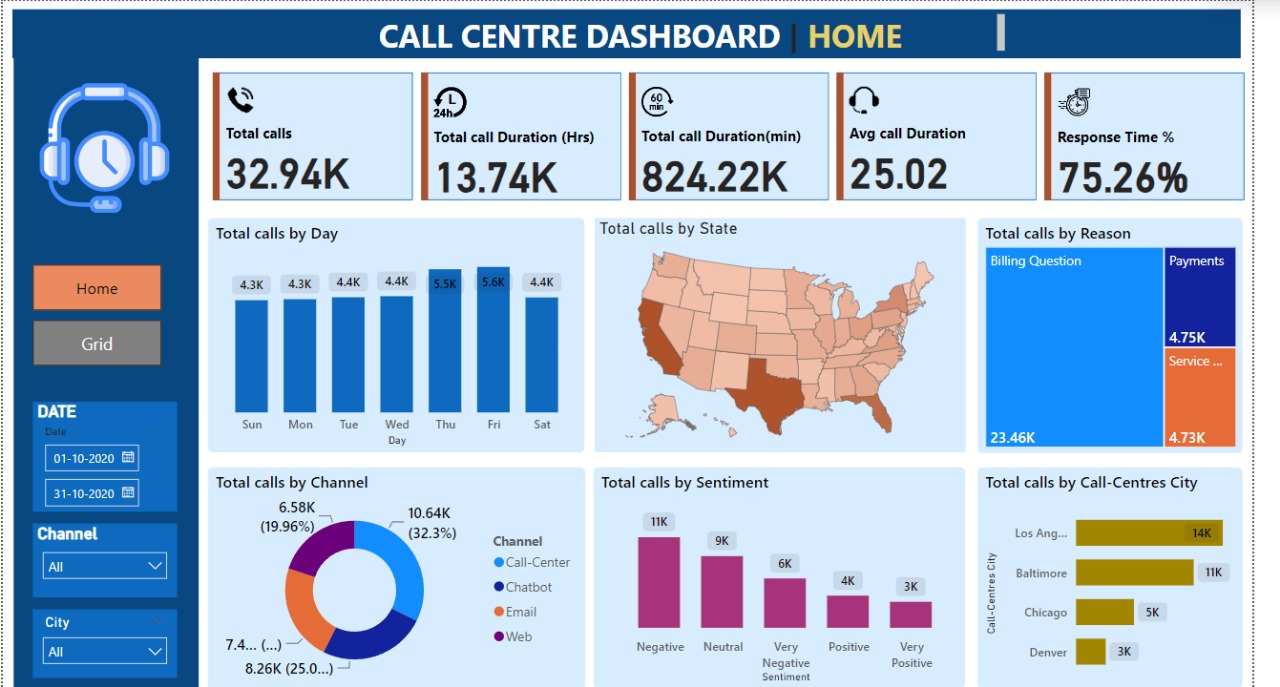 CALL CENTRE DASHBOARD | HOME
Total calls
32.94K
24h
Total call Duration (Hrs)
13.74K
60
min
Total call Duration(min)
824.22K
Avg call Duration
25.02
Response Time %
75.26%
Home
Grid
DATE
Date
01-10-2020
31-10-2020
Channel
All
City
All
Total calls by Day
4.3K 4.3K 4.4K 4.4K 5.5K 5.6K 4.4K
Sun Mon Tue Wed Thu Fri Sat
Day
Total calls by State
Total calls by Reason
Billing Question
23.46K
Payments
4.75K
Service ...
4.73K
Total calls by Channel
6.58K
(19.96%)
10.64K
(32.3%)
7.4... (...)
8.26K (25.0...)
Channel
Call-Center
Chatbot
Email
Web
Total calls by Sentiment
11K 9K 6K 4K 3K
Negative Neutral Very Negative Positive Very Positive
Sentiment
Total calls by Call-Centres City
Call-Centres City
Los Ang... 14K
Baltimore 11K
Chicago 5K
Denver 3K